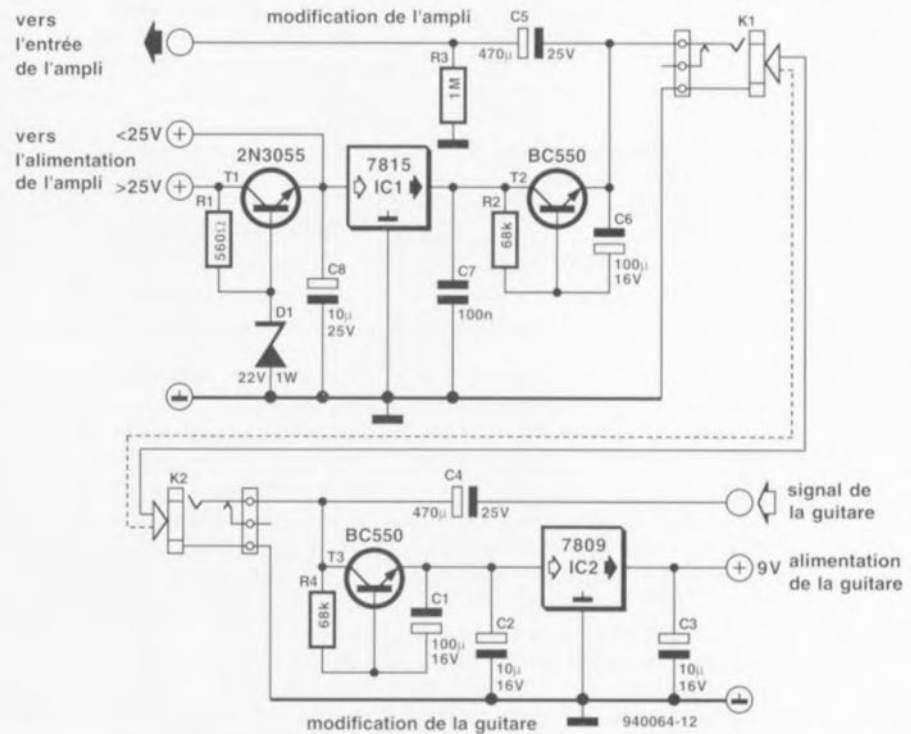 modification de l'ampli
vers
l'entrée
de l'ampli
C5
470µ
25V
K1
R3
1M
vers
l'alimentation
de l'ampli
<25V
>25V
2N3055
T1
R1
560Ω
7815
IC1
BC550
T2
R2
68k
C6
100µ
16V
C8
10µ
25V
C7
100n
D1
22V
1W
K2
C4
470µ
25V
signal de
la guitare
BC550
T3
R4
68k
C1
100µ
16V
C2
10µ
16V
7809
IC2
C3
10µ
16V
9V
alimentation
de la guitare
modification de la guitare
940064-12